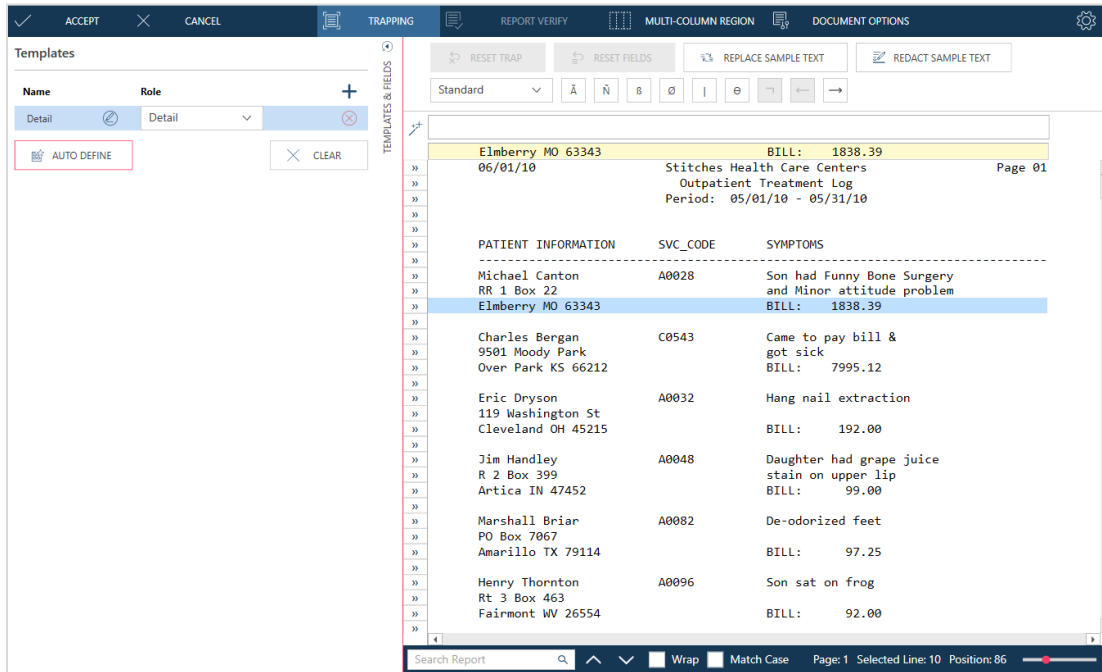 ACCEPT CANCEL TRAPPING REPORT VERIFY MULTI-COLUMN REGION DOCUMENT OPTIONS
Templates
Name Role
Detail Detail
AUTO DEFINE CLEAR
TEMPLATES & FIELDS
RESET TRAP RESET FIELDS REPLACE SAMPLE TEXT REDACT SAMPLE TEXT
Standard Ã Ñ ß Ø | ϴ ¬ ← →
Elmberry MO 63343 BILL: 1838.39
» 06/01/10 Stitches Health Care Centers Page 01
» Outpatient Treatment Log
» Period: 05/01/10 - 05/31/10
»
»
» PATIENT INFORMATION SVC_CODE SYMPTOMS
» -------------------------------------------------------------------------------
» Michael Canton A0028 Son had Funny Bone Surgery
» RR 1 Box 22 and Minor attitude problem
» Elmberry MO 63343 BILL: 1838.39
»
» Charles Bergan C0543 Came to pay bill &
» 9501 Moody Park got sick
» Over Park KS 66212 BILL: 7995.12
»
» Eric Dryson A0032 Hang nail extraction
» 119 Washington St
» Cleveland OH 45215 BILL: 192.00
»
» Jim Handley A0048 Daughter had grape juice
» R 2 Box 399 stain on upper lip
» Artica IN 47452 BILL: 99.00
»
» Marshall Briar A0082 De-odorized feet
» PO Box 7067
» Amarillo TX 79114 BILL: 97.25
»
» Henry Thornton A0096 Son sat on frog
» Rt 3 Box 463
» Fairmont WV 26554 BILL: 92.00
»
Search Report Wrap Match Case Page: 1 Selected Line: 10 Position: 86